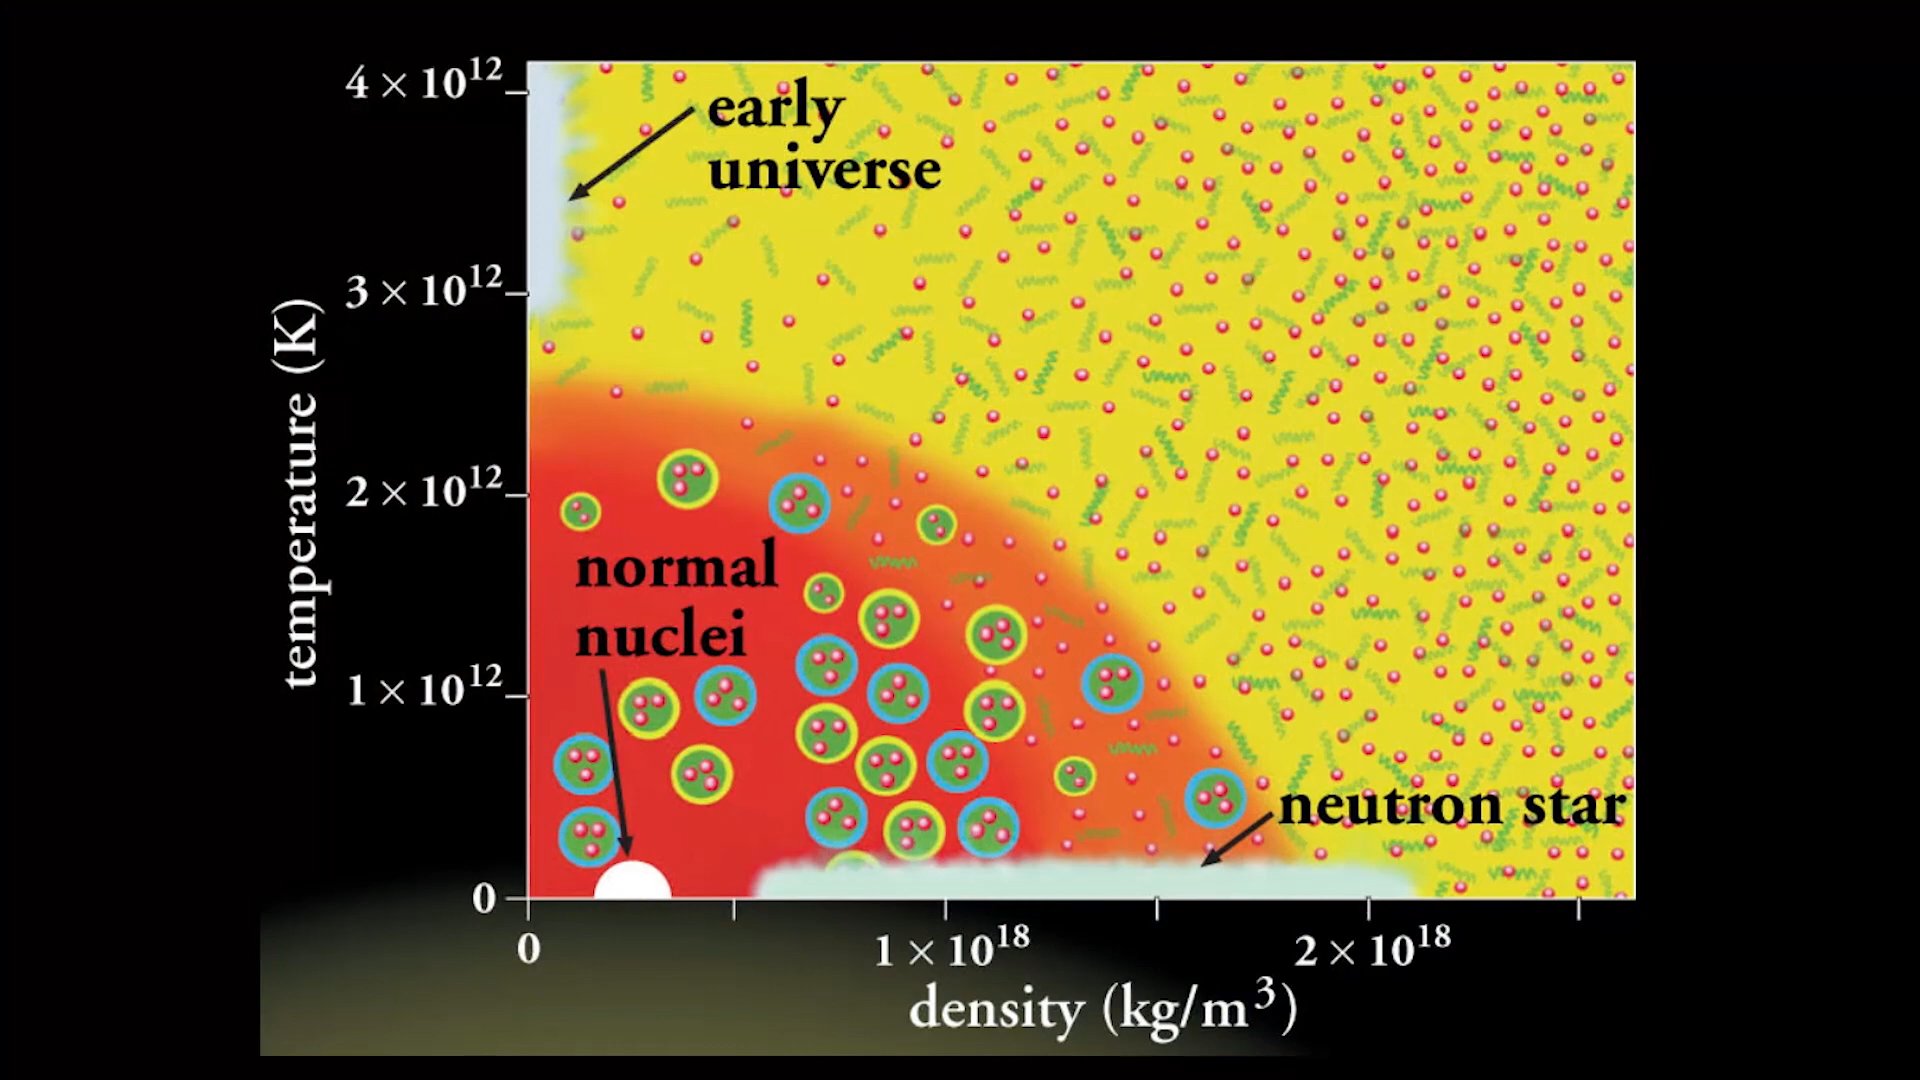 4 × 10¹²
early
universe
3 × 10¹²
temperature (K)
2 × 10¹²
normal
nuclei
1 × 10¹²
neutron star
0
0
1 × 10¹⁸
2 × 10¹⁸
density (kg/m³)